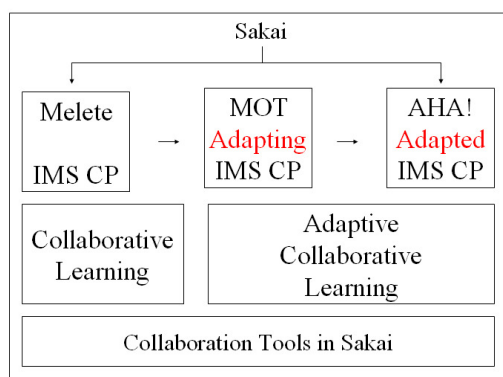 Sakai
Melete
IMS CP
MOT
Adapting
IMS CP
AHA!
Adapted
IMS CP
Collaborative
Learning
Adaptive
Collaborative
Learning
Collaboration Tools in Sakai